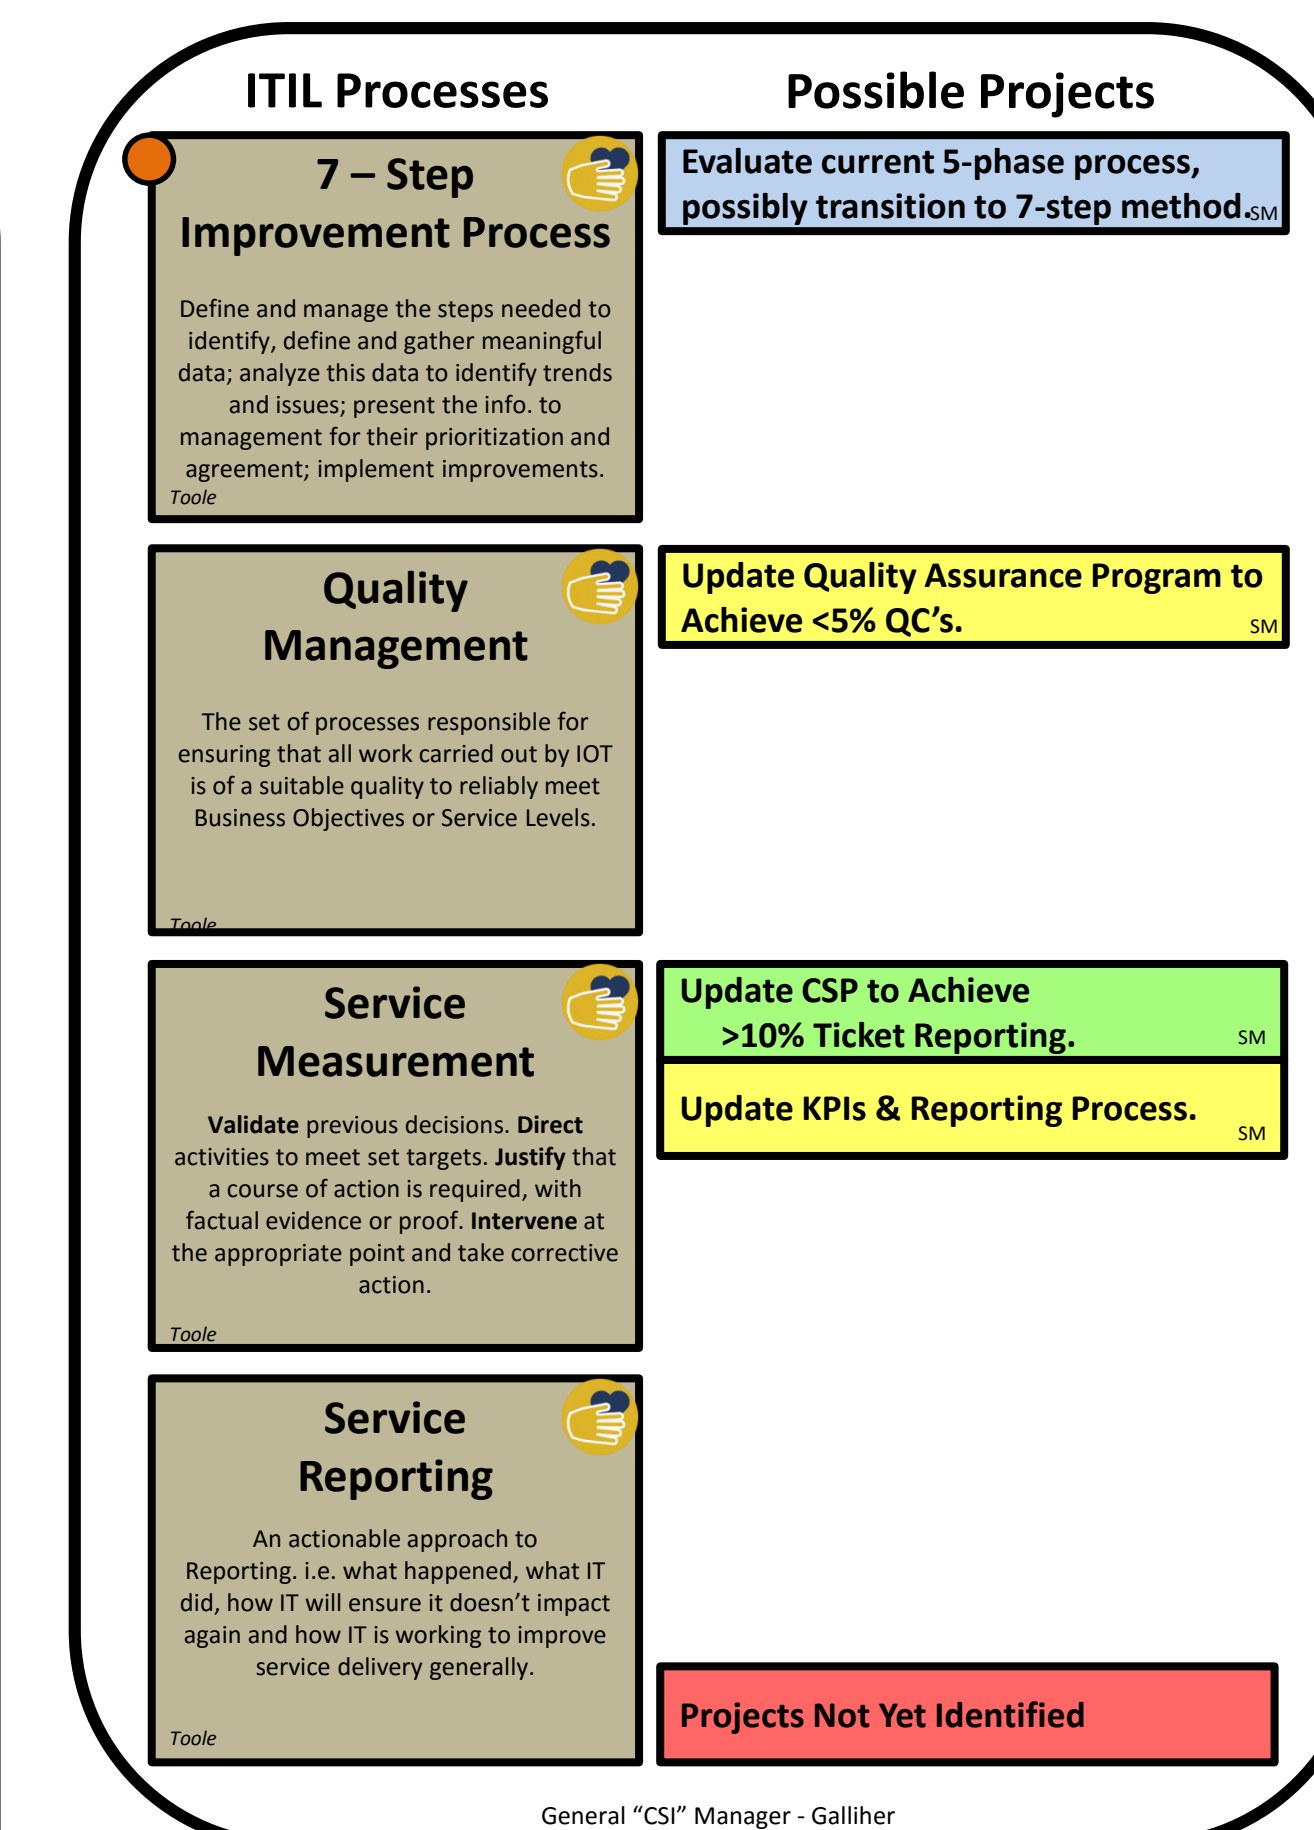 ITIL Processes
Possible Projects
7 – Step
Improvement Process
Define and manage the steps needed to
identify, define and gather meaningful
data; analyze this data to identify trends
and issues; present the info. to
management for their prioritization and
agreement; implement improvements.
Toole
Evaluate current 5-phase process,
possibly transition to 7-step method.
SM
Quality
Management
The set of processes responsible for
ensuring that all work carried out by IOT
is of a suitable quality to reliably meet
Business Objectives or Service Levels.
Toole
Update Quality Assurance Program to
Achieve <5% QC’s.
SM
Service
Measurement
Validate previous decisions. Direct
activities to meet set targets. Justify that
a course of action is required, with
factual evidence or proof. Intervene at
the appropriate point and take corrective
action.
Toole
Update CSP to Achieve
>10% Ticket Reporting.
SM
Update KPIs & Reporting Process.
SM
Service
Reporting
An actionable approach to
Reporting. i.e. what happened, what IT
did, how IT will ensure it doesn’t impact
again and how IT is working to improve
service delivery generally.
Toole
Projects Not Yet Identified
General “CSI” Manager - Galliher